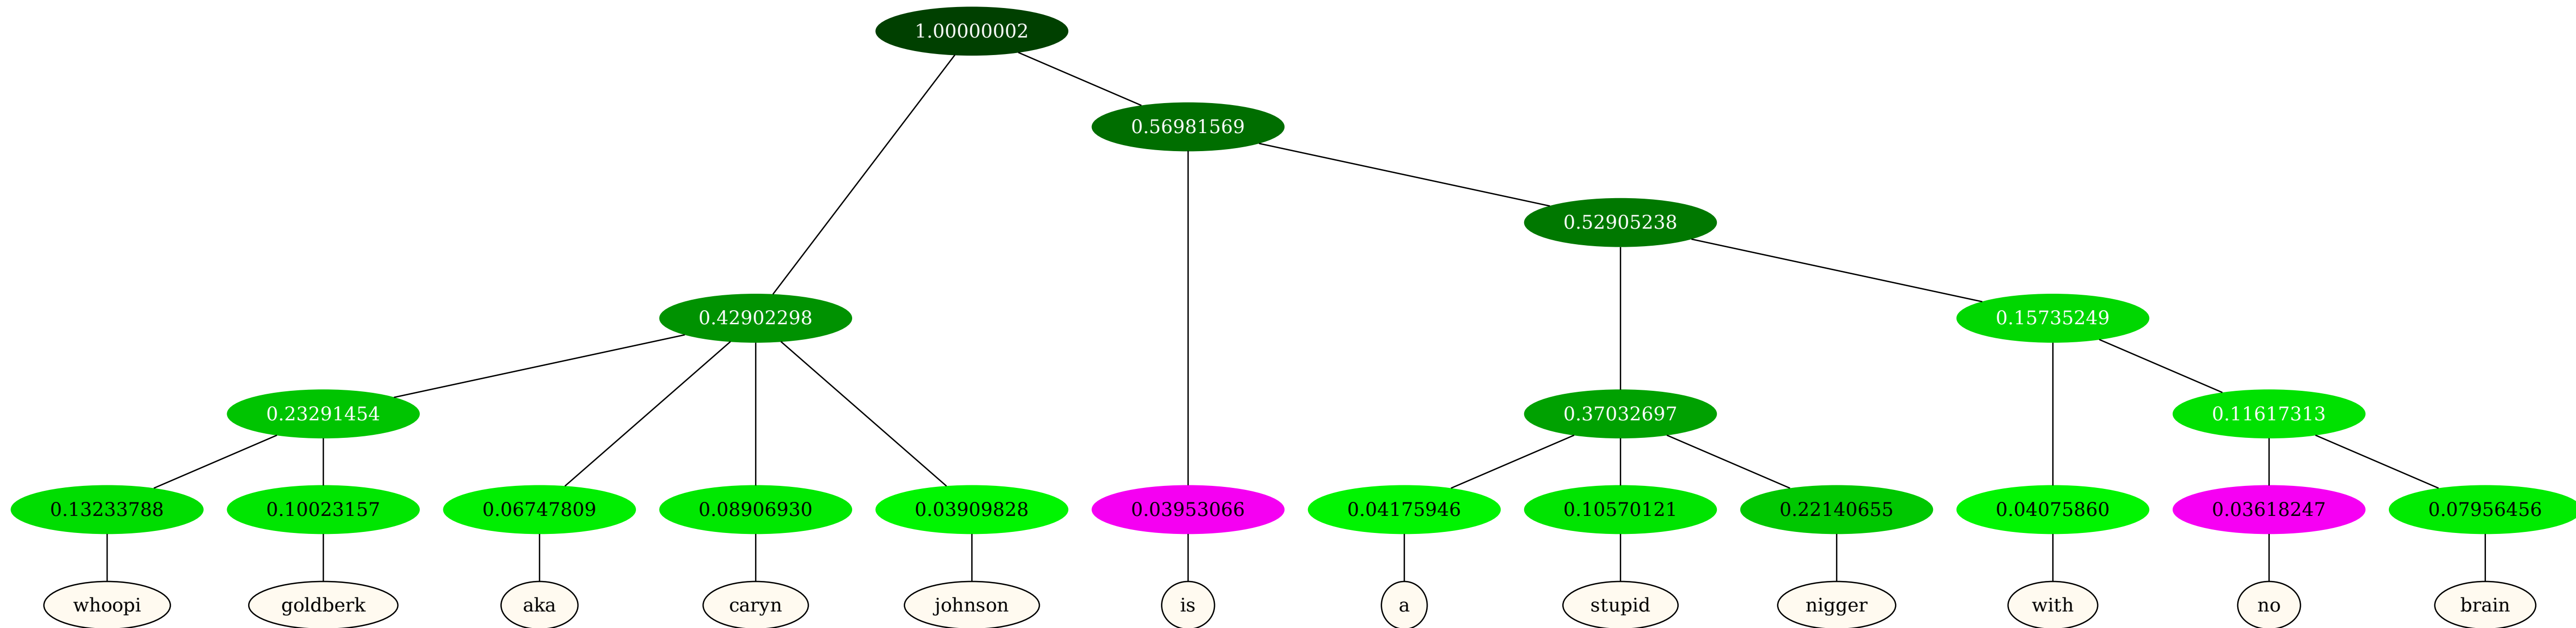 1.00000002
0.56981569
0.52905238
0.42902298 0.15735249
0.23291454 0.37032697 0.11617313
0.13233788 0.10023157 0.06747809 0.08906930 0.03909828 0.03953066 0.04175946 0.10570121 0.22140655 0.04075860 0.03618247 0.07956456
whoopi goldberk aka caryn johnson is a stupid nigger with no brain